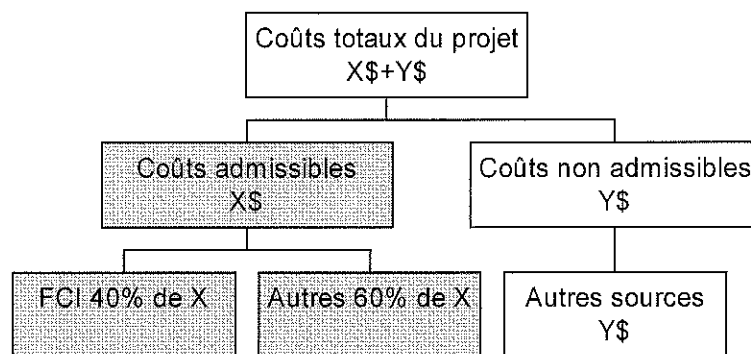 Coûts totaux du projet
X$+Y$
Coûts admissibles
X$
Coûts non admissibles
Y$
FCI 40% de X
Autres 60% de X
Autres sources
Y$